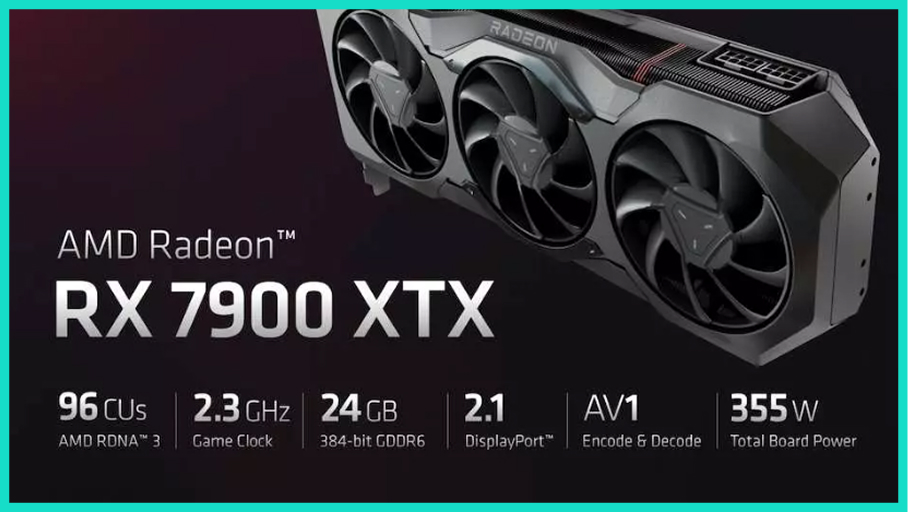 RADEON
AMD Radeon™
RX 7900 XTX
96 CUs
AMD RDNA™ 3
2.3 GHz
Game Clock
24 GB
384-bit GDDR6
2.1
DisplayPort™
AV1
Encode & Decode
355 W
Total Board Power